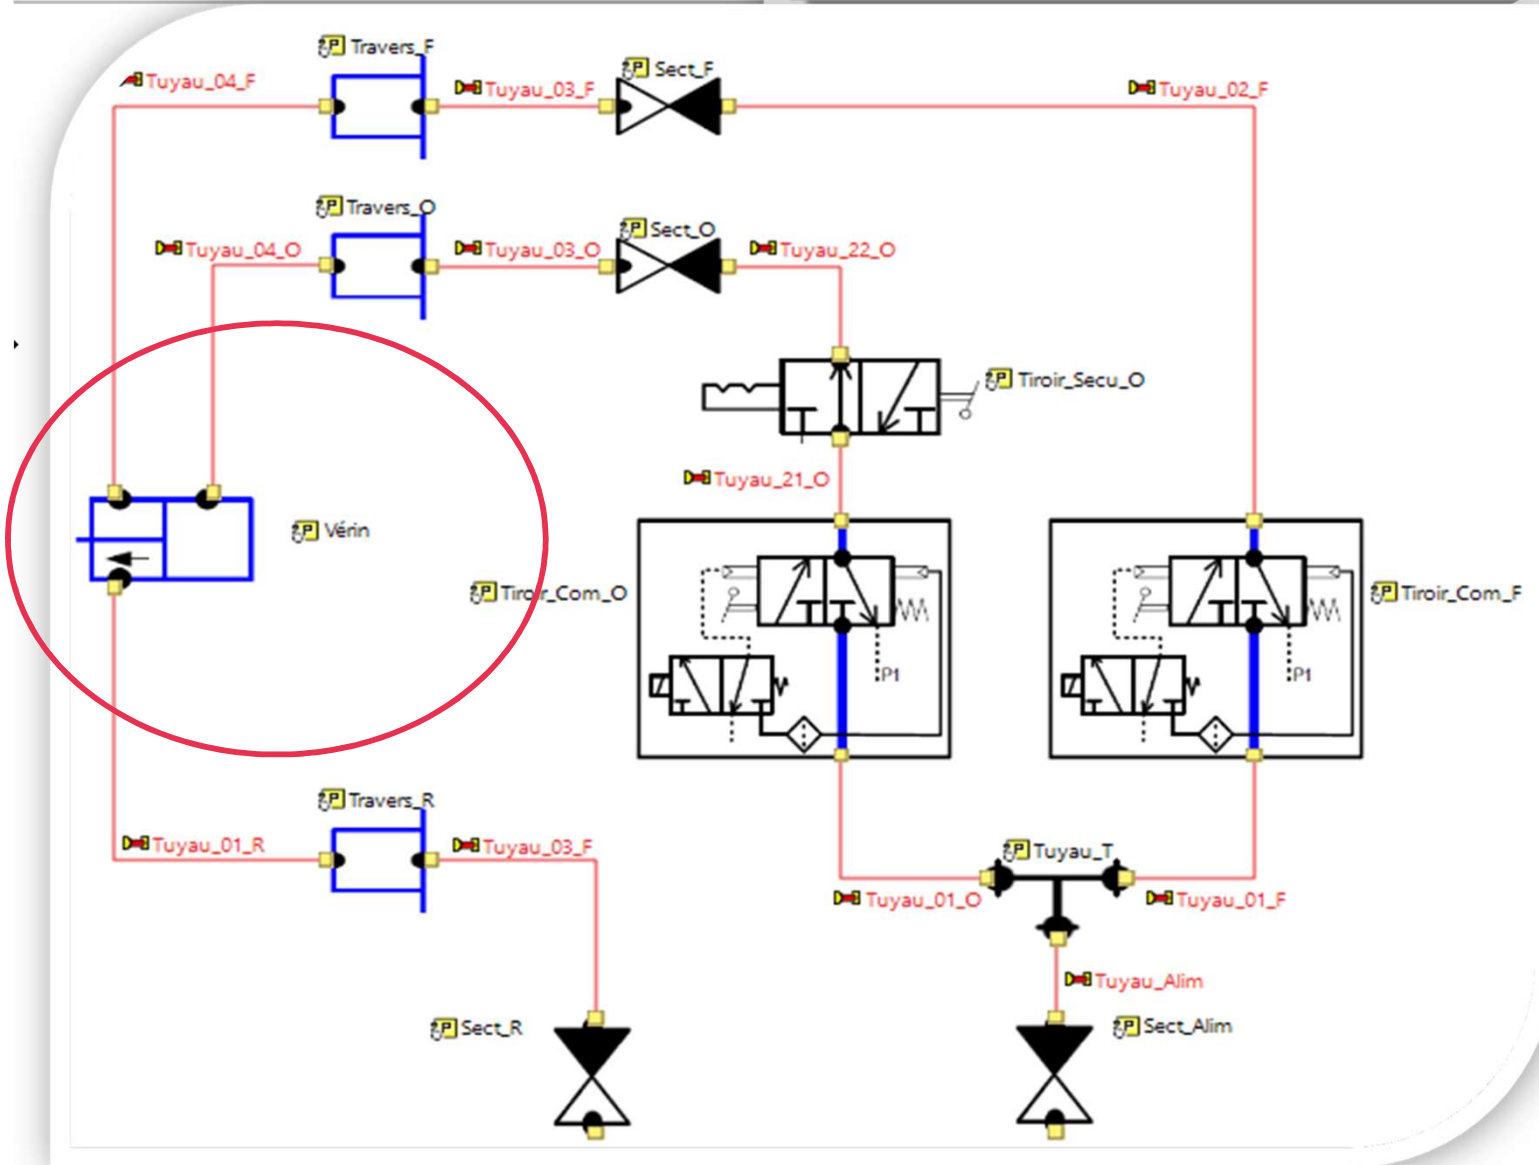 Travers_F
Sect_F
Tuyau_04_F
Tuyau_03_F
Tuyau_02_F
Travers_O
Sect_O
Tuyau_04_O
Tuyau_03_O
Tuyau_22_O
Tiroir_Secu_O
Tuyau_21_O
Vérin
Tiroir_Com_O
Tiroir_Com_F
P1
P1
Travers_R
Tuyau_01_R
Tuyau_03_F
Tuyau_T
Tuyau_01_O
Tuyau_01_F
Tuyau_Alim
Sect_R
Sect_Alim